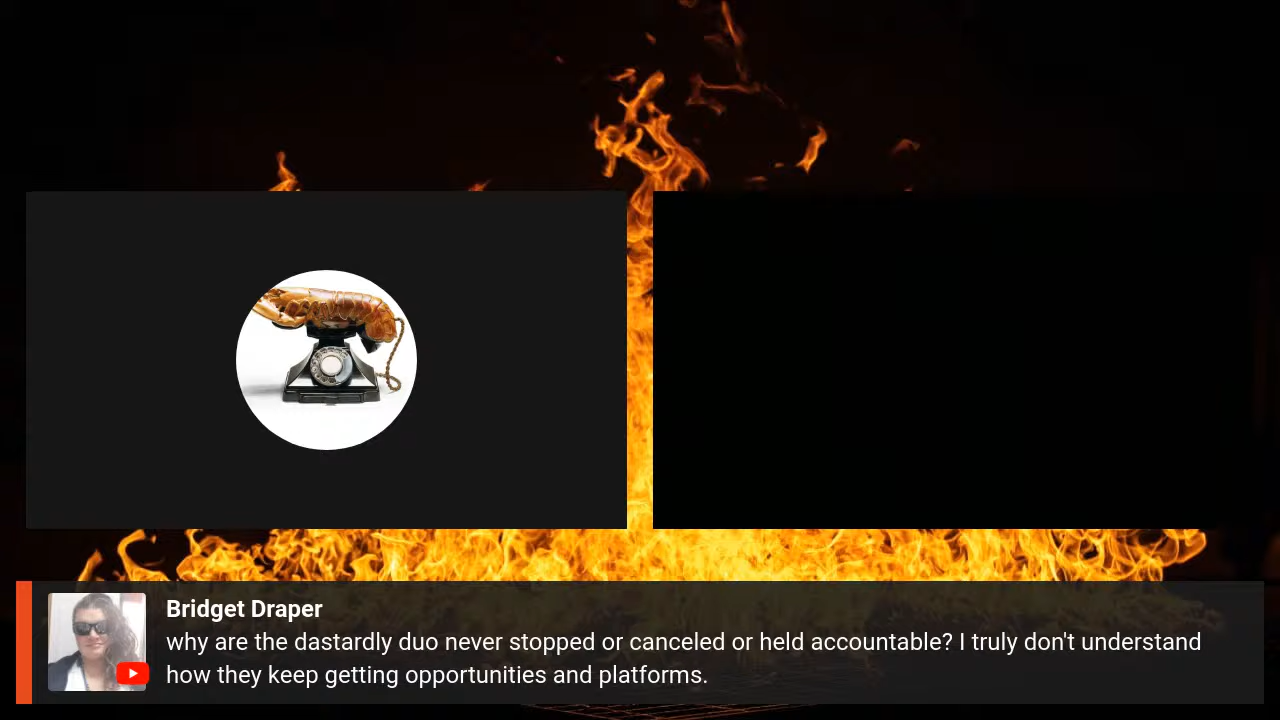 Bridget Draper
why are the dastardly duo never stopped or canceled or held accountable? I truly don't understand
how they keep getting opportunities and platforms.